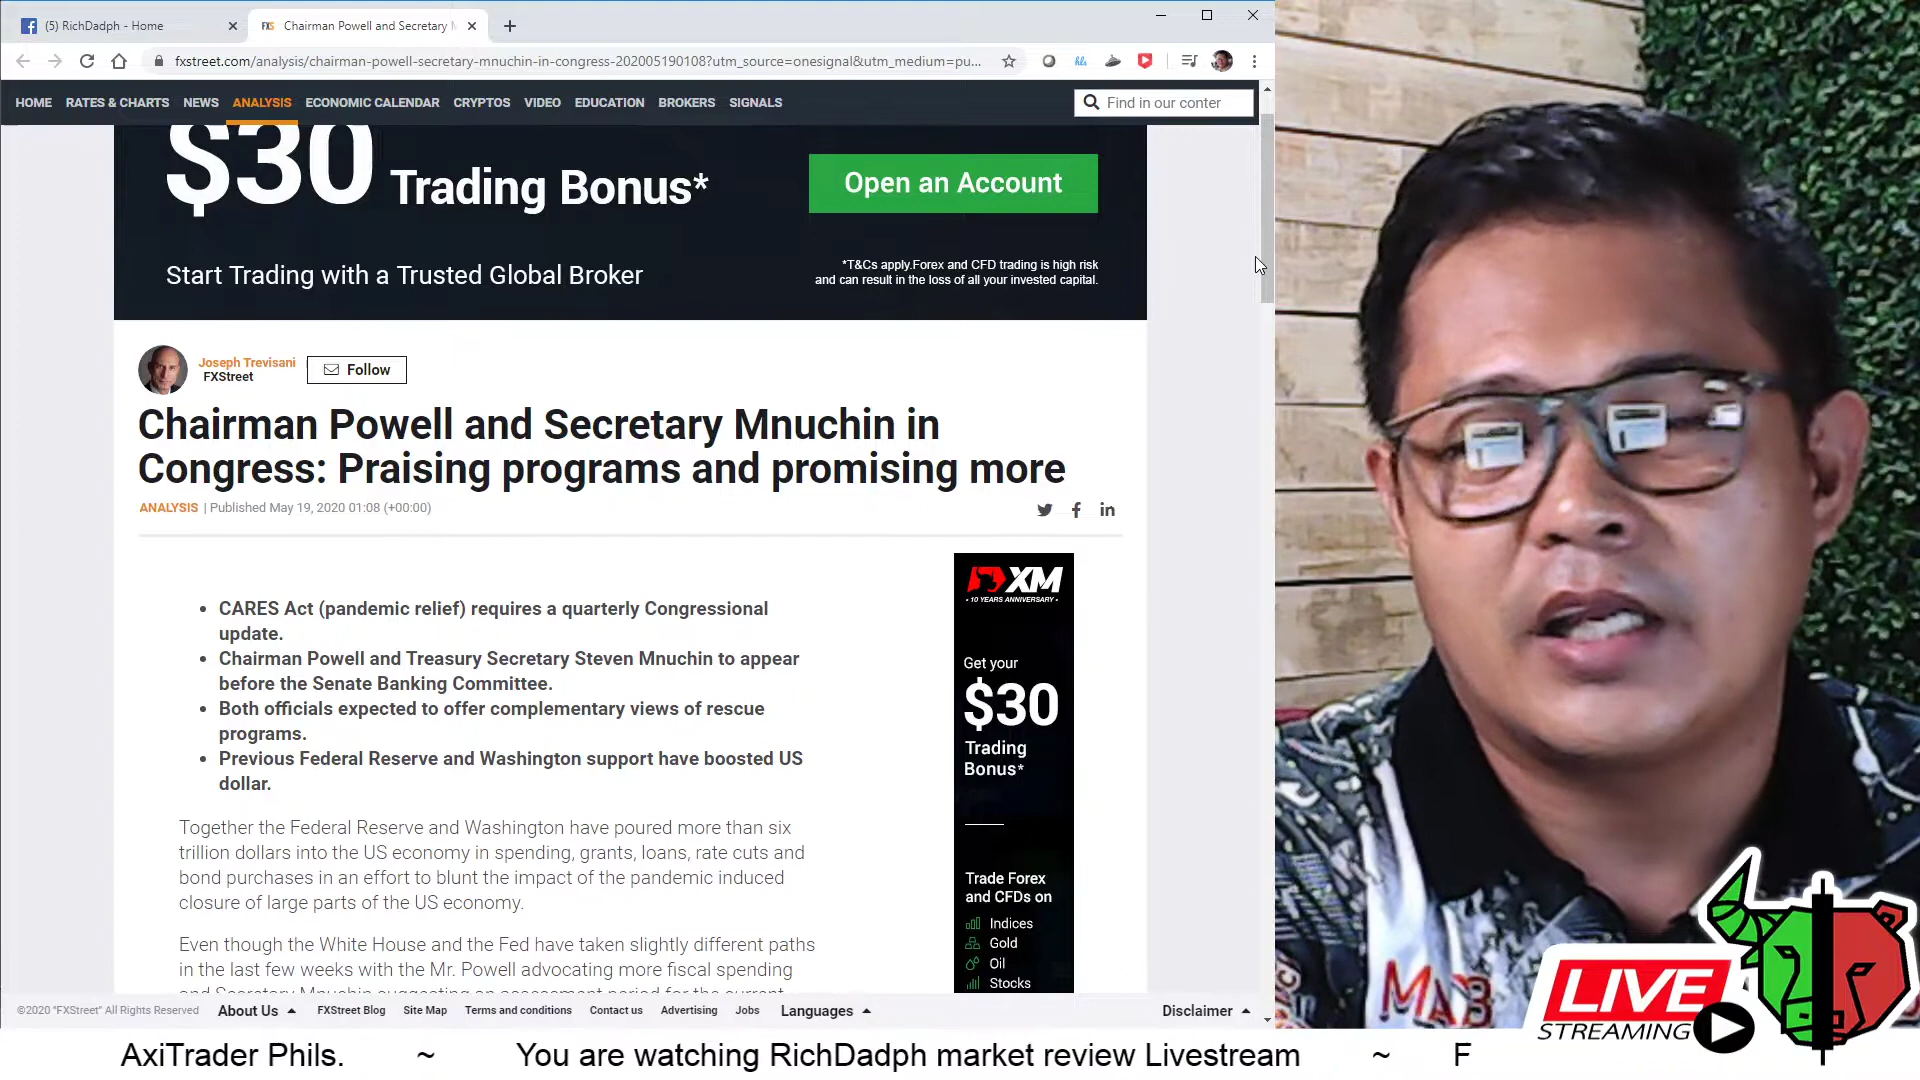 (5) RichDadph - Home
FXS Chairman Powell and Secretary
fxstreet.com/analysis/chairman-powell-secretary-mnuchin-in-congress-202005190108?utm_source=onesignal&utm_medium=pu...
HOME RATES & CHARTS NEWS ANALYSIS ECONOMIC CALENDAR CRYPTOS VIDEO EDUCATION BROKERS SIGNALS
Find in our conter
$30 Trading Bonus*
Open an Account
Start Trading with a Trusted Global Broker
*T&Cs apply.Forex and CFD trading is high risk
and can result in the loss of all your invested capital.
Joseph Trevisani
FXStreet
Follow
Chairman Powell and Secretary Mnuchin in
Congress: Praising programs and promising more
ANALYSIS | Published May 19, 2020 01:08 (+00:00)
• CARES Act (pandemic relief) requires a quarterly Congressional
update.
• Chairman Powell and Treasury Secretary Steven Mnuchin to appear
before the Senate Banking Committee.
• Both officials expected to offer complementary views of rescue
programs.
• Previous Federal Reserve and Washington support have boosted US
dollar.
Together the Federal Reserve and Washington have poured more than six
trillion dollars into the US economy in spending, grants, loans, rate cuts and
bond purchases in an effort to blunt the impact of the pandemic induced
closure of large parts of the US economy.
Even though the White House and the Fed have taken slightly different paths
in the last few weeks with the Mr. Powell advocating more fiscal spending
and Secretary Mnuchin suggesting an assessment period for the current
XM
• 10 YEARS ANNIVERSARY •
Get your
$30
Trading
Bonus*
Trade Forex
and CFDs on
Indices
Gold
Oil
Stocks
©2020 "FXStreet" All Rights Reserved About Us FXStreet Blog Site Map Terms and conditions Contact us Advertising Jobs Languages Disclaimer
MAB
LIVE
STREAMING
AxiTrader Phils. ~ You are watching RichDadph market review Livestream ~ F